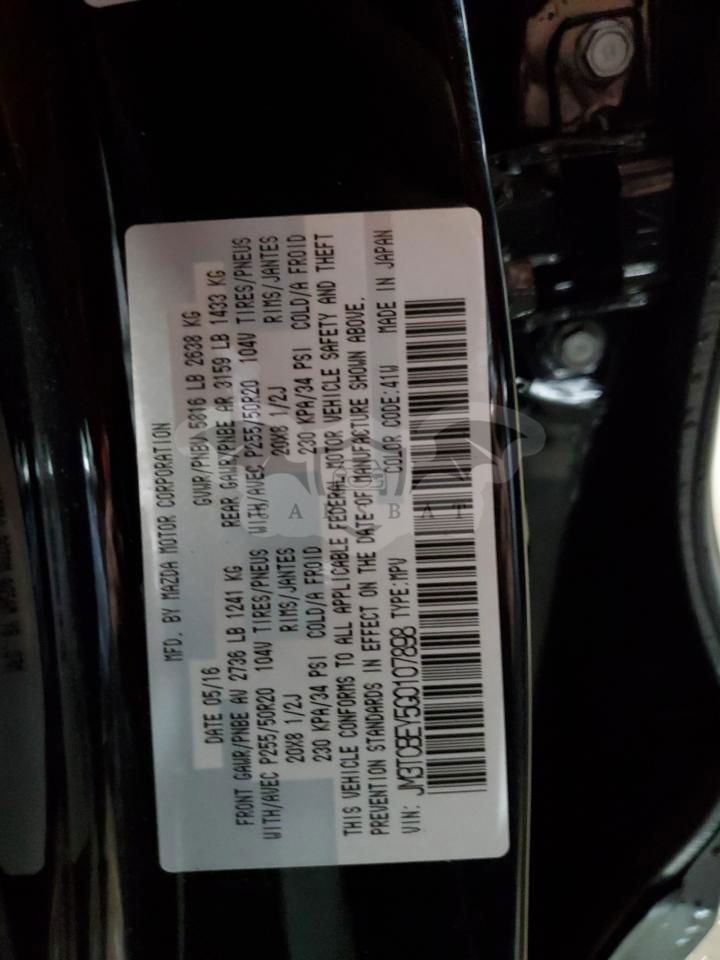 MFD. BY MAZDA MOTOR CORPORATION
DATE 05/16 GVWR/PNBV 5816 LB 2638 KG
FRONT GAWR/PNBE AV 2736 LB 1241 KG REAR GAWR/PNBE AR 3159 LB 1433 KG
WITH/AVEC P255/50R20 104V TIRES/PNEUS WITH/AVEC P255/50R20 104V TIRES/PNEUS
20X8 1/2J RIMS/JANTES 20X8 1/2J RIMS/JANTES
230 KPA/34 PSI COLD/A FROID 230 KPA/34 PSI COLD/A FROID
THIS VEHICLE CONFORMS TO ALL APPLICABLE FEDERAL MOTOR VEHICLE SAFETY AND THEFT
PREVENTION STANDARDS IN EFFECT ON THE DATE OF MANUFACTURE SHOWN ABOVE.
VIN: JM3TCBEY5G0107898 TYPE:MPV COLOR CODE:41W MADE IN JAPAN
A BAT